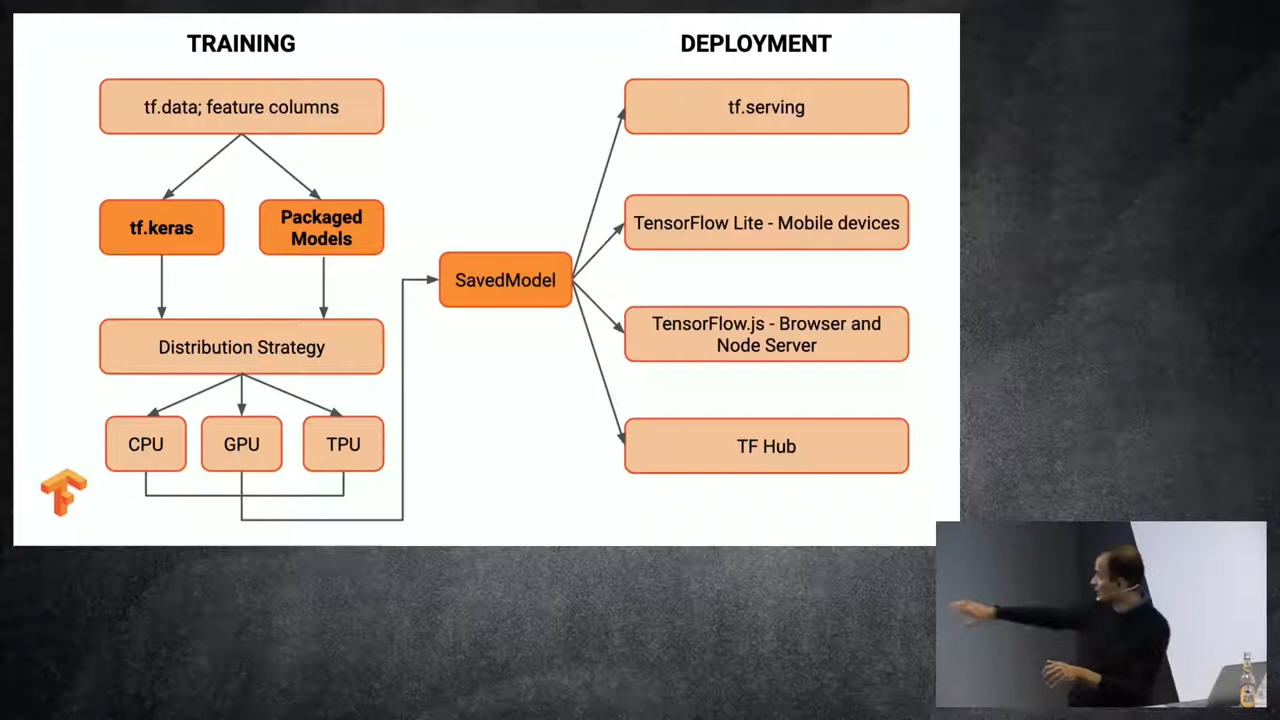 TRAINING
tf.data; feature columns
tf.keras
Packaged
Models
Distribution Strategy
CPU
GPU
TPU
SavedModel
DEPLOYMENT
tf.serving
TensorFlow Lite - Mobile devices
TensorFlow.js - Browser and
Node Server
TF Hub